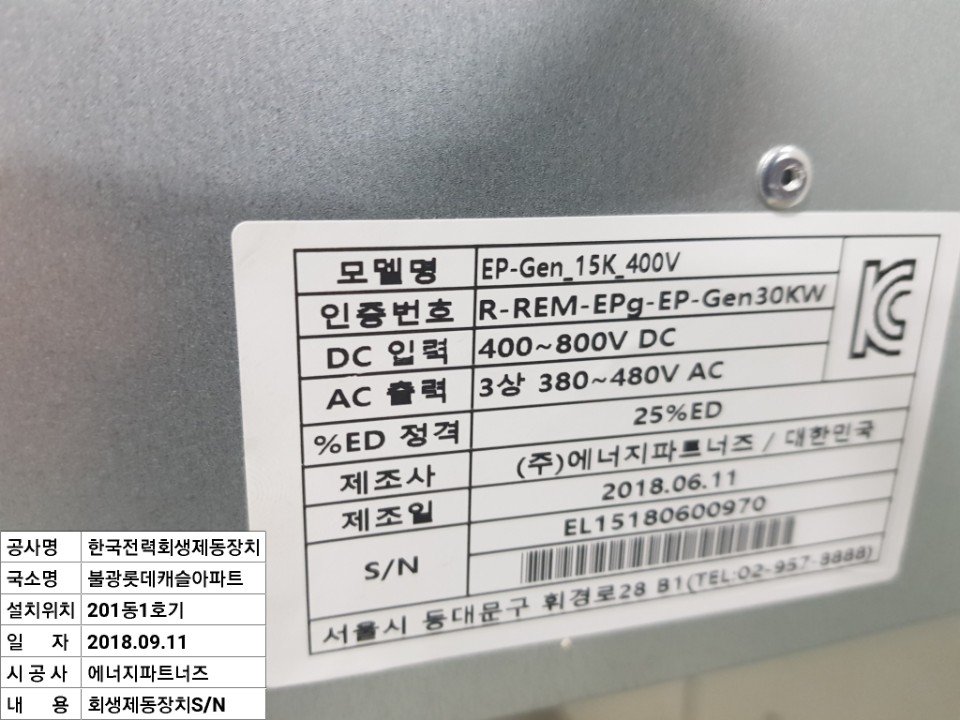 모델명 EP-Gen_15K_400V
인증번호 R-REM-EPg-EP-Gen30KW
DC 입력 400~800V DC
AC 출력 3상 380~480V AC
%ED 정격 25%ED
제조사 (주)에너지파트너즈 / 대한민국
제조일 2018.06.11
S/N EL15180600970
서울시 동대문구 휘경로28 B1(TEL:02-957-8888)
공사명 한국전력회생제동장치
국소명 불광롯데캐슬아파트
설치위치 201동1호기
일 자 2018.09.11
시 공 사 에너지파트너즈
내 용 회생제동장치S/N